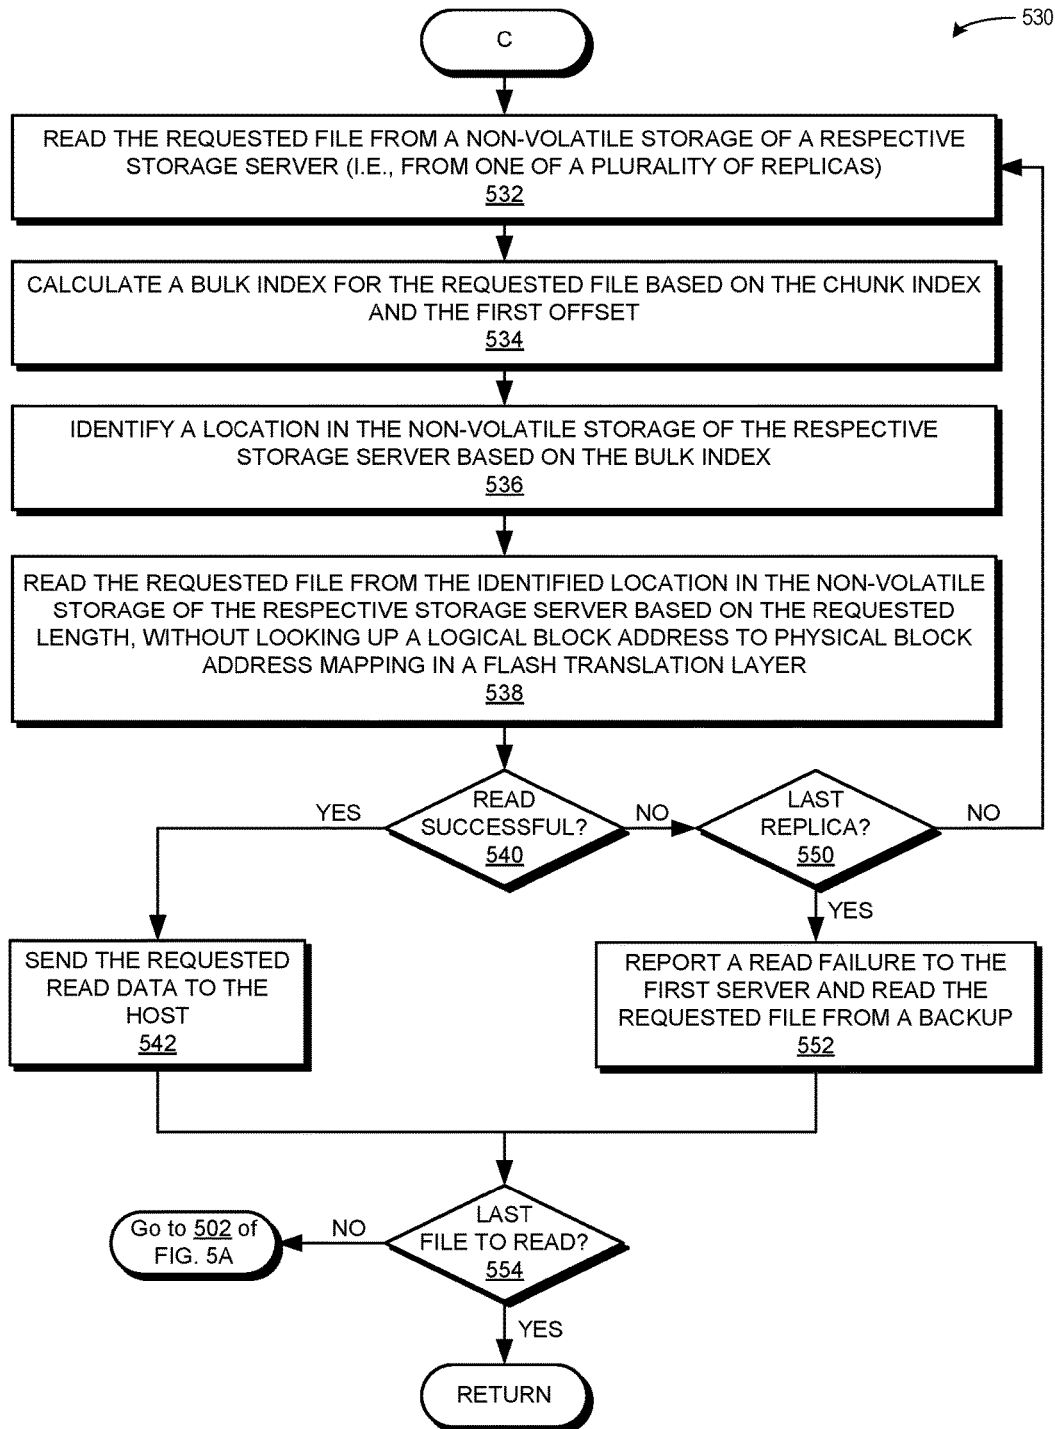 530
C
READ THE REQUESTED FILE FROM A NON-VOLATILE STORAGE OF A RESPECTIVE
STORAGE SERVER (I.E., FROM ONE OF A PLURALITY OF REPLICAS)
532
CALCULATE A BULK INDEX FOR THE REQUESTED FILE BASED ON THE CHUNK INDEX
AND THE FIRST OFFSET
534
IDENTIFY A LOCATION IN THE NON-VOLATILE STORAGE OF THE RESPECTIVE
STORAGE SERVER BASED ON THE BULK INDEX
536
READ THE REQUESTED FILE FROM THE IDENTIFIED LOCATION IN THE NON-VOLATILE
STORAGE OF THE RESPECTIVE STORAGE SERVER BASED ON THE REQUESTED
LENGTH, WITHOUT LOOKING UP A LOGICAL BLOCK ADDRESS TO PHYSICAL BLOCK
ADDRESS MAPPING IN A FLASH TRANSLATION LAYER
538
YES
READ
SUCCESSFUL?
540
NO
LAST
REPLICA?
550
NO
YES
SEND THE REQUESTED
READ DATA TO THE
HOST
542
REPORT A READ FAILURE TO THE
FIRST SERVER AND READ THE
REQUESTED FILE FROM A BACKUP
552
Go to 502 of
FIG. 5A
NO
LAST
FILE TO READ?
554
YES
RETURN